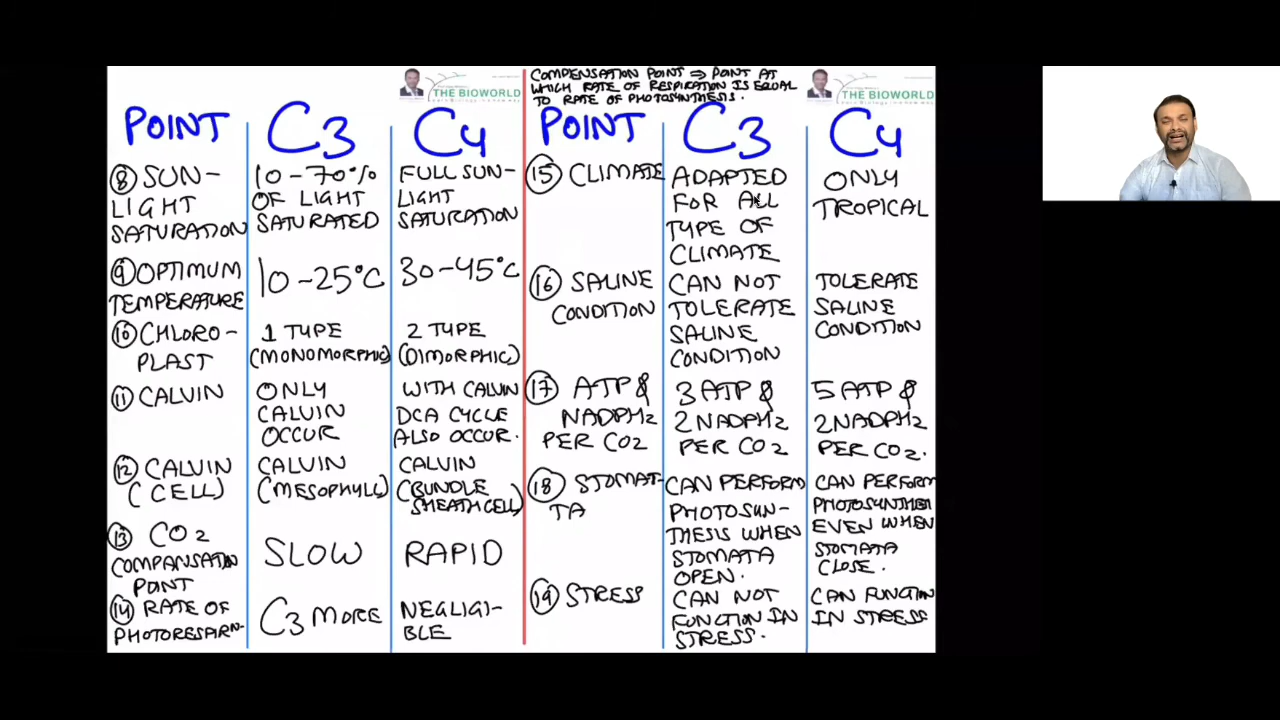 THE BIOWORLD
POINT C3 C4
⑧ SUN-
LIGHT
SATURATION
10-70%
OF LIGHT
SATURATED
FULL SUN-
LIGHT
SATURATION
⑨ OPTIMUM
TEMPERATURE
10-25°C
30-45°C
⑩ CHLORO-
PLAST
1 TYPE
(MONOMORPHIC)
2 TYPE
(DIMORPHIC)
⑪ CALVIN
ONLY
CALVIN
OCCUR
WITH CALVIN
DCA CYCLE
ALSO OCCUR.
⑫ CALVIN
(CELL)
CALVIN
(MESOPHYLL)
CALVIN
(BUNDLE
SHEATH CELL)
⑬ CO2
COMPANSATION
POINT
SLOW
RAPID
⑭ RATE OF
PHOTORESPIRN-
C3 MORE
NEGLIGI-
BLE
COMPENSATION POINT ⇒ POINT AT
WHICH RATE OF RESPIRATION IS EQUAL
TO RATE OF PHOTOSYNTHESIS.
THE BIOWORLD
POINT C3 C4
⑮ CLIMATE
ADAPTED
FOR ALL
TYPE OF
CLIMATE
ONLY
TROPICAL
⑯ SALINE
CONDITION
CAN NOT
TOLERATE
SALINE
CONDITION
TOLERATE
SALINE
CONDITION
⑰ ATP &
NADPH2
PER CO2
3 ATP &
2 NADPH2
PER CO2
5 ATP &
2 NADPH2
PER CO2.
⑱ STOMAT-
TA
CAN PERFORM
PHOTOSYN-
THESIS WHEN
STOMATA
OPEN.
CAN PERFORM
PHOTOSYNTHESI
EVEN WHEN
STOMATA
CLOSE.
⑲ STRESS
CAN NOT
FUNCTION IN
STRESS.
CAN FUNCTION
IN STRESS